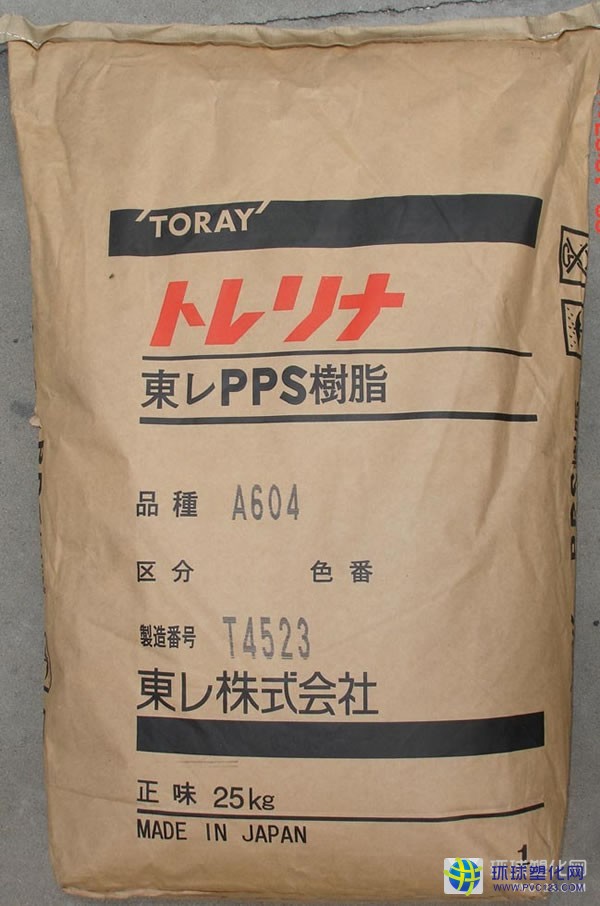 TORAY
トレリナ
東レPPS樹脂
品種 A604
区分 色番
製造番号 T4523
東レ株式会社
正味 25kg
MADE IN JAPAN
1
环球塑化网
WWW.PVC123.COM